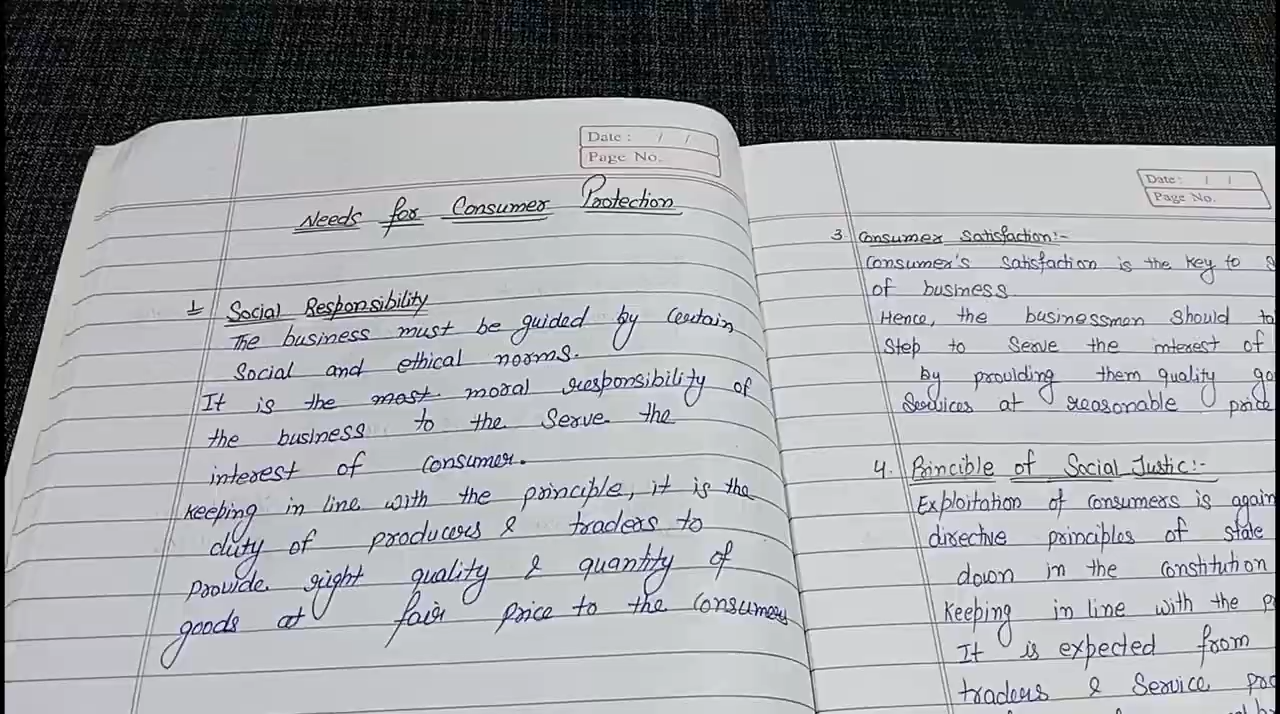 Date : / /
Page No.
Needs for Consumer Protection
1 Social Responsibility
The business must be guided by certain
Social and ethical norms.
It is the most moral responsibility of
the business to the Serve the
interest of Consumer.
Keeping in line with the principle, it is the
duty of producers & traders to
Provide right quality & quantity of
goods at fair price to the Consumers
Date : / /
Page No.
3 Consumer Satisfaction:-
Consumer's Satisfaction is the key to
of business
Hence, the businessmen should to
Step to Serve the interest of
by providing them quality go
Services at reasonable price
4. Princible of Social Justic:-
Exploitation of Consumers is again
directive principles of state
down in the Constitution
Keeping in line with the
It is expected from
traders & Service pro